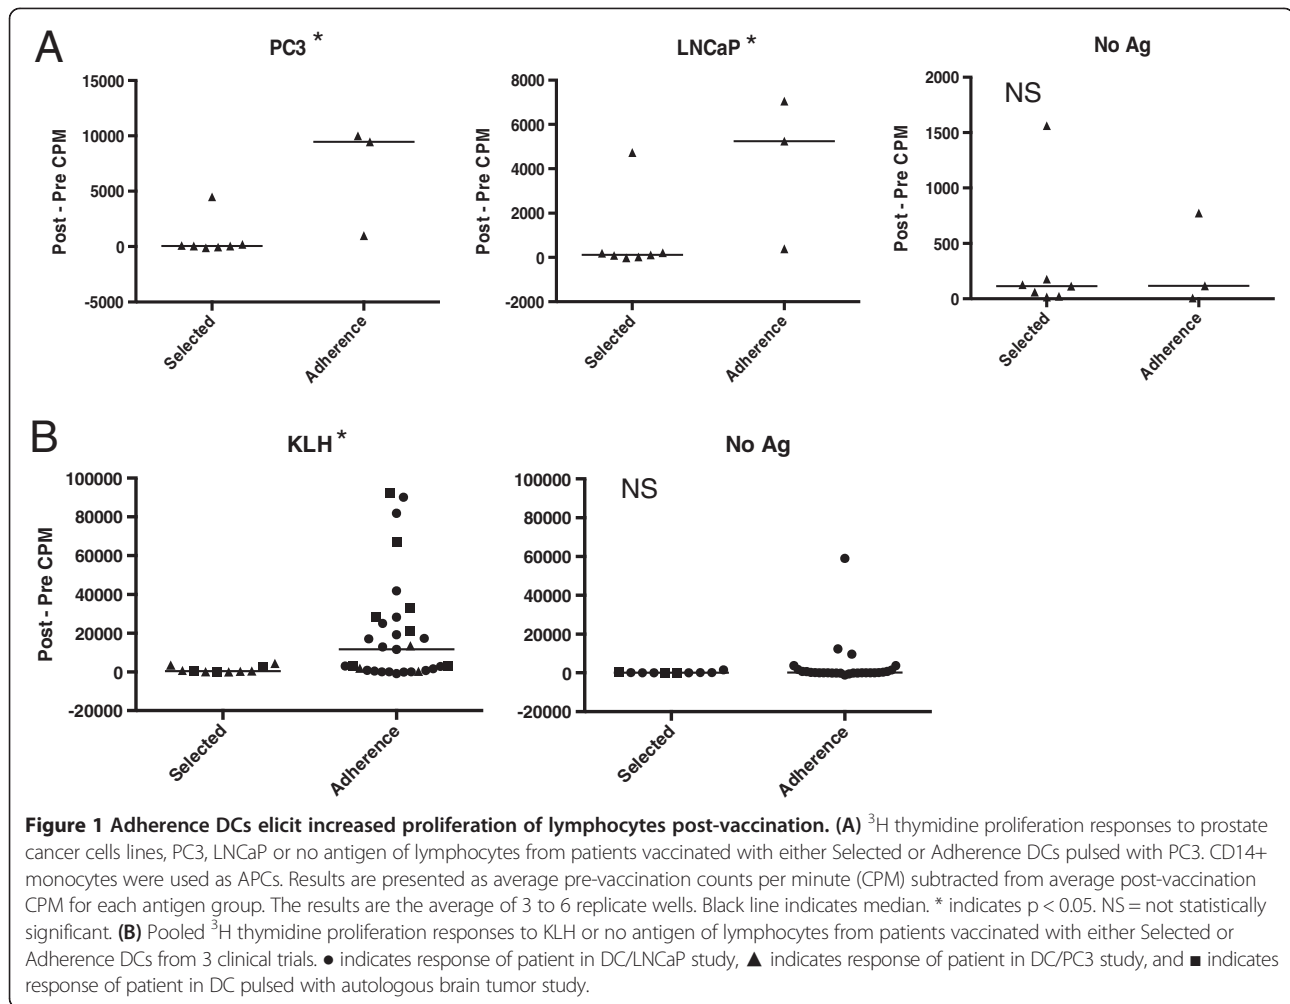 A
PC3 *
Post - Pre CPM
15000
10000
5000
0
-5000
Selected
Adherence
LNCaP *
Post - Pre CPM
8000
6000
4000
2000
0
-2000
Selected
Adherence
No Ag
NS
Post - Pre CPM
2000
1500
1000
500
0
Selected
Adherence
B
KLH *
Post - Pre CPM
100000
80000
60000
40000
20000
0
-20000
Selected
Adherence
No Ag
NS
100000
80000
60000
40000
20000
0
-20000
Selected
Adherence
Figure 1 Adherence DCs elicit increased proliferation of lymphocytes post-vaccination. (A) ³H thymidine proliferation responses to prostate
cancer cells lines, PC3, LNCaP or no antigen of lymphocytes from patients vaccinated with either Selected or Adherence DCs pulsed with PC3. CD14+
monocytes were used as APCs. Results are presented as average pre-vaccination counts per minute (CPM) subtracted from average post-vaccination
CPM for each antigen group. The results are the average of 3 to 6 replicate wells. Black line indicates median. * indicates p < 0.05. NS = not statistically
significant. (B) Pooled ³H thymidine proliferation responses to KLH or no antigen of lymphocytes from patients vaccinated with either Selected or
Adherence DCs from 3 clinical trials. ● indicates response of patient in DC/LNCaP study, ▲ indicates response of patient in DC/PC3 study, and ■ indicates
response of patient in DC pulsed with autologous brain tumor study.